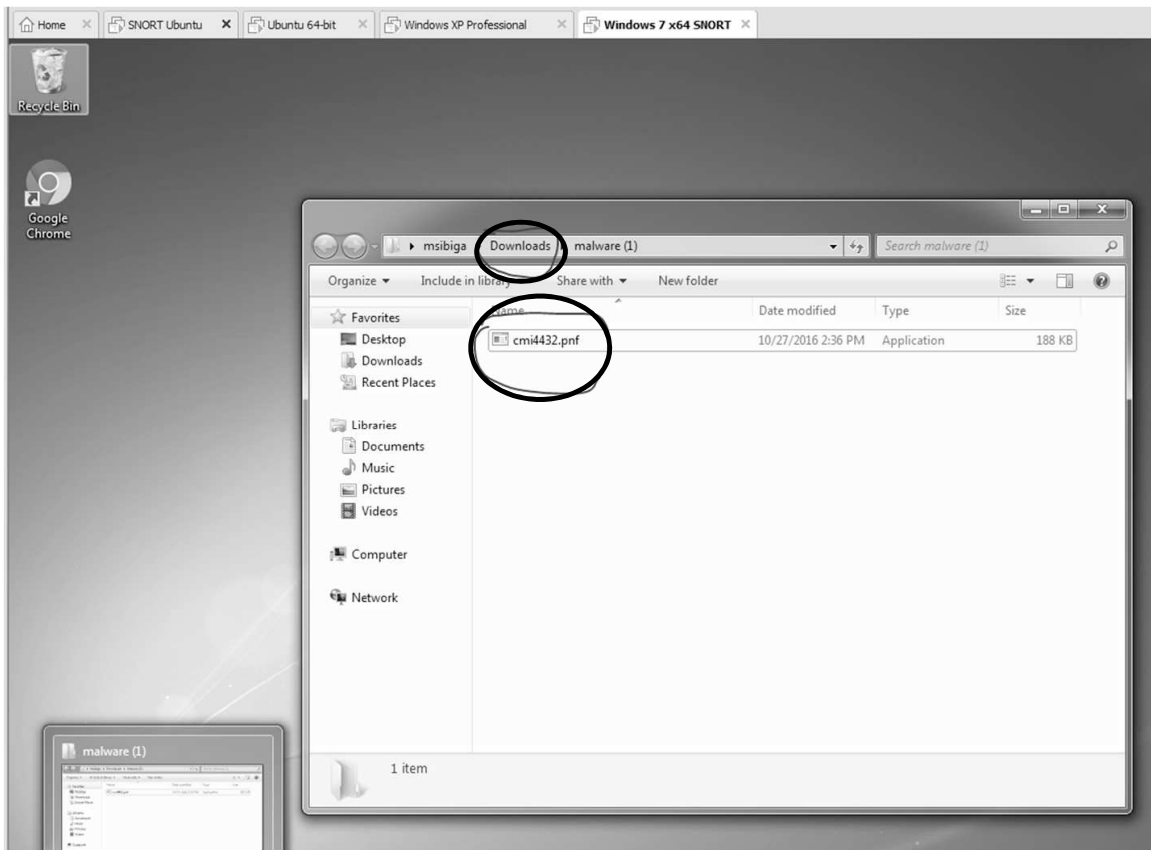 Home SNORT Ubuntu Ubuntu 64-bit Windows XP Professional Windows 7 x64 SNORT
Recycle Bin
Google
Chrome
msibiga Downloads malware (1) Search malware (1)
Organize Include in library Share with New folder
Name Date modified Type Size
cmi4432.pnf 10/27/2016 2:36 PM Application 188 KB
Favorites
Desktop
Downloads
Recent Places
Libraries
Documents
Music
Pictures
Videos
Computer
Network
1 item
malware (1)